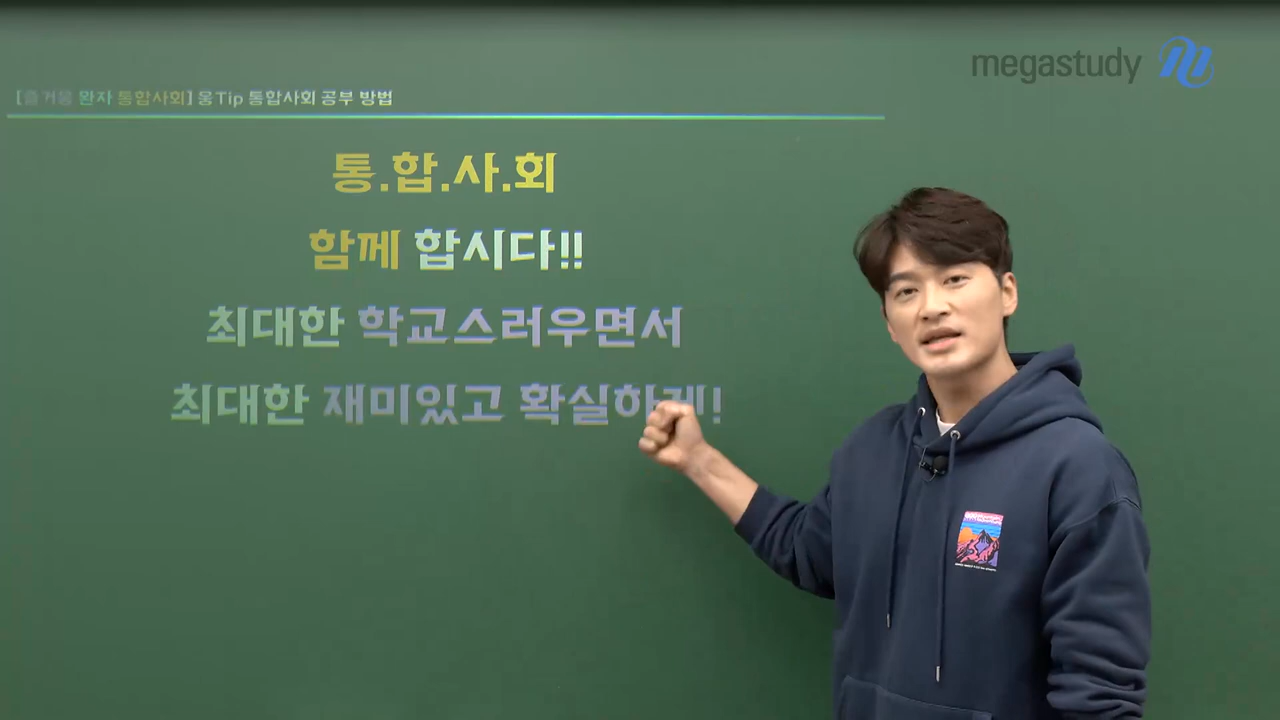 megastudy
[즐거웅 완자 통합사회] 웅Tip 통합사회 공부 방법
통.합.사.회
함께 합시다!!
최대한 학교스러우면서
최대한 재미있고 확실하게!